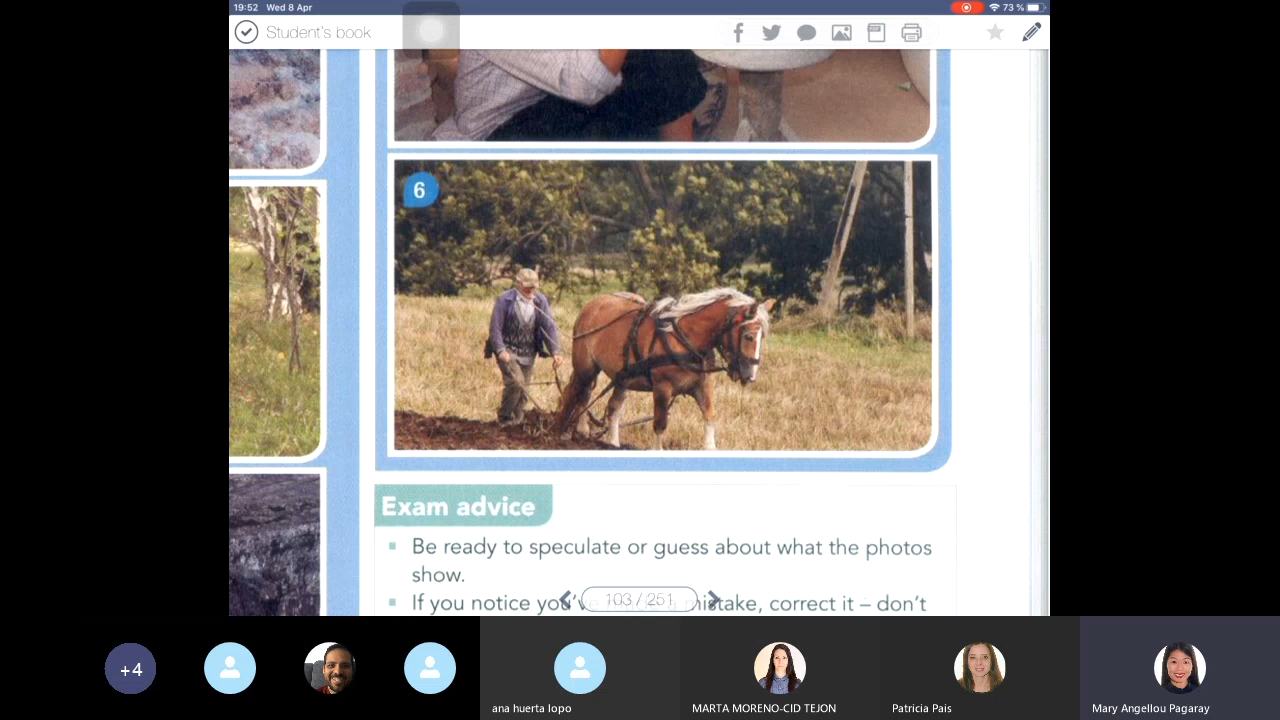 19:52 Wed 8 Apr
73 %
Student's book
6
Exam advice
Be ready to speculate or guess about what the photos
show.
If you notice you've mistake, correct it – don't
103 / 251
+4
ana huerta lopo
MARTA MORENO-CID TEJON
Patricia Pais
Mary Angellou Pagaray